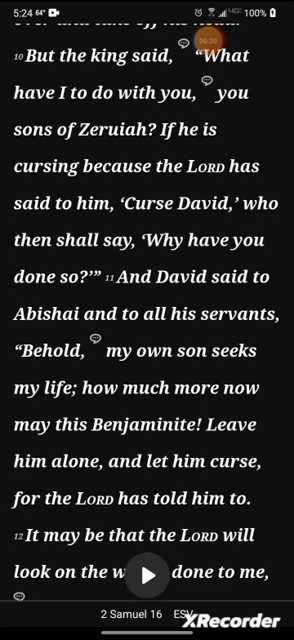 5:24 64° 100%
00:30
10 But the king said, “What
have I to do with you, you
sons of Zeruiah? If he is
cursing because the LORD has
said to him, ‘Curse David,’ who
then shall say, ‘Why have you
done so?’” 11 And David said to
Abishai and to all his servants,
“Behold, my own son seeks
my life; how much more now
may this Benjaminite! Leave
him alone, and let him curse,
for the LORD has told him to.
12 It may be that the LORD will
look on the done to me,
2 Samuel 16 ESV
XRecorder